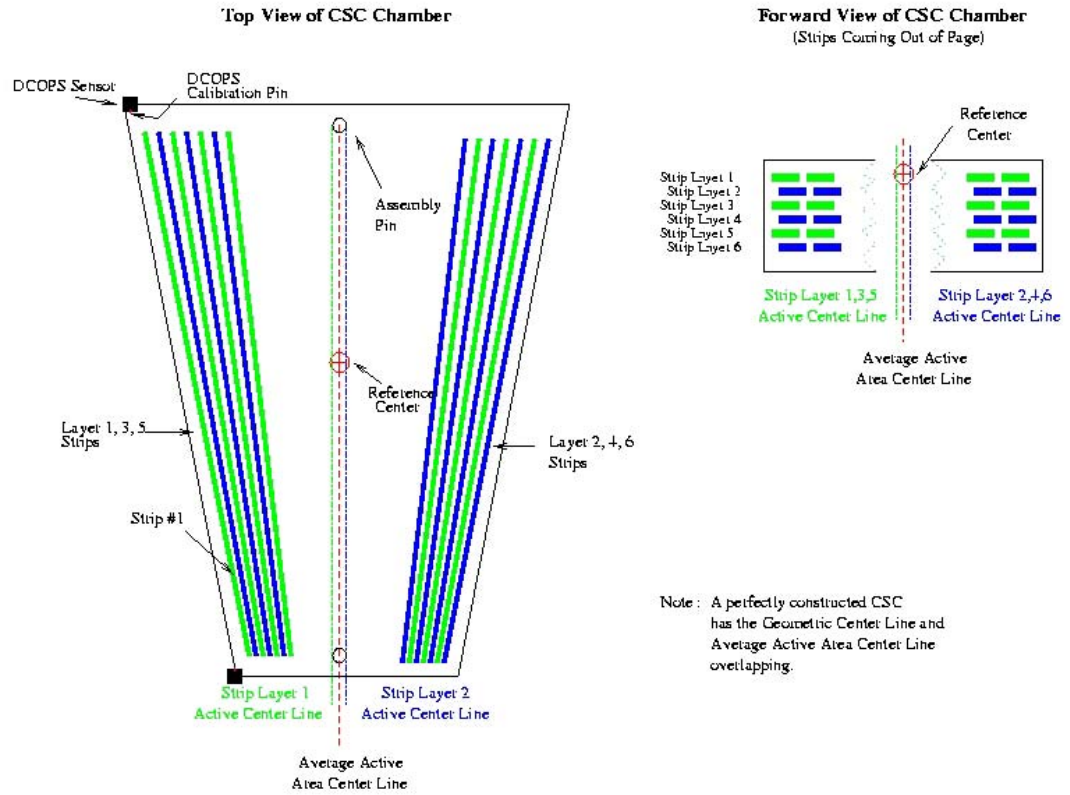 Top View of CSC Chamber
DCOPS Sensor
DCOPS
Calibration Pin
Assembly
Pin
Reference
Center
Layer 1, 3, 5
Strips
Layer 2, 4, 6
Strips
Strip #1
Strip Layer 1
Active Center Line
Strip Layer 2
Active Center Line
Average Active
Area Center Line
Forward View of CSC Chamber
(Strips Coming Out of Page)
Reference
Center
Strip Layer 1
Strip Layer 2
Strip Layer 3
Strip Layer 4
Strip Layer 5
Strip Layer 6
Strip Layer 1,3,5
Active Center Line
Strip Layer 2,4,6
Active Center Line
Average Active
Area Center Line
Note : A perfectly constructed CSC
has the Geometric Center Line and
Average Active Area Center Line
overlapping.